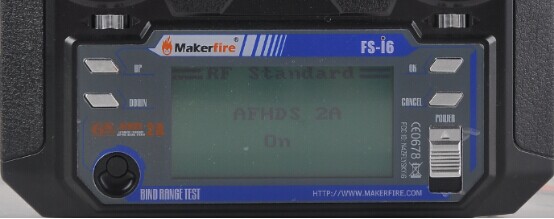 Makerfire ®
FS-i6
UP
RF Standard
OK
DOWN
AFHDS 2A
CANCEL
On
POWER
CE0678
BIND RANGE TEST
HTTP://WWW.MAKERFIRE.COM